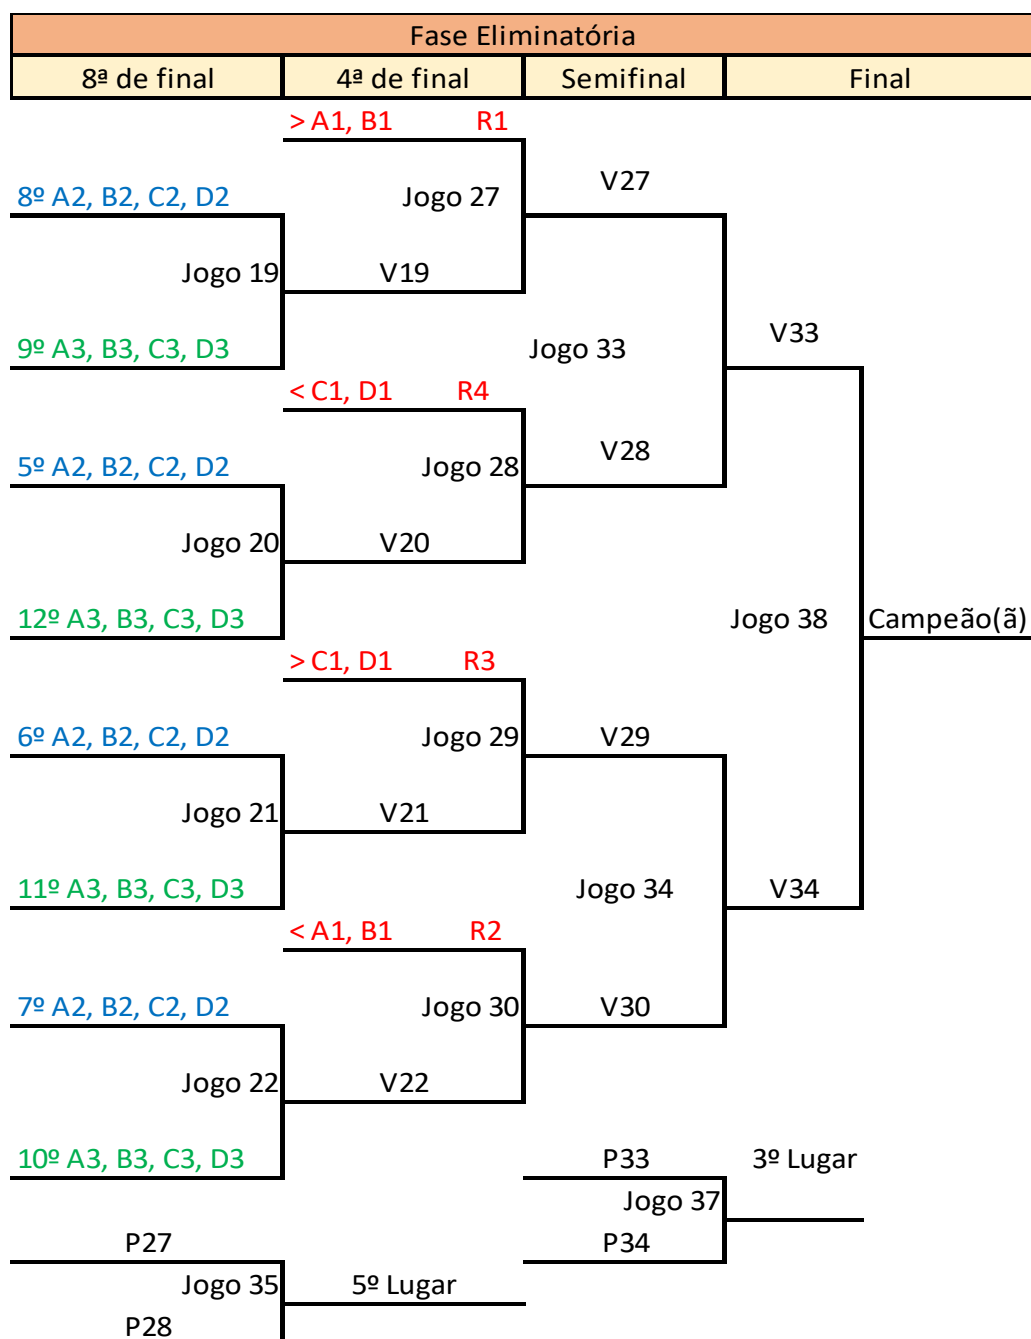 Fase Eliminatória
8ª de final 4ª de final Semifinal Final
> A1, B1 R1
V27
8º A2, B2, C2, D2 Jogo 27
Jogo 19 V19
V33
9º A3, B3, C3, D3 Jogo 33
< C1, D1 R4
V28
5º A2, B2, C2, D2 Jogo 28
Jogo 20 V20
12º A3, B3, C3, D3 Jogo 38 Campeão(ã)
> C1, D1 R3
6º A2, B2, C2, D2 Jogo 29 V29
Jogo 21 V21
11º A3, B3, C3, D3 Jogo 34 V34
< A1, B1 R2
7º A2, B2, C2, D2 Jogo 30 V30
Jogo 22 V22
10º A3, B3, C3, D3 P33 3º Lugar
Jogo 37
P27 P34
Jogo 35 5º Lugar
P28